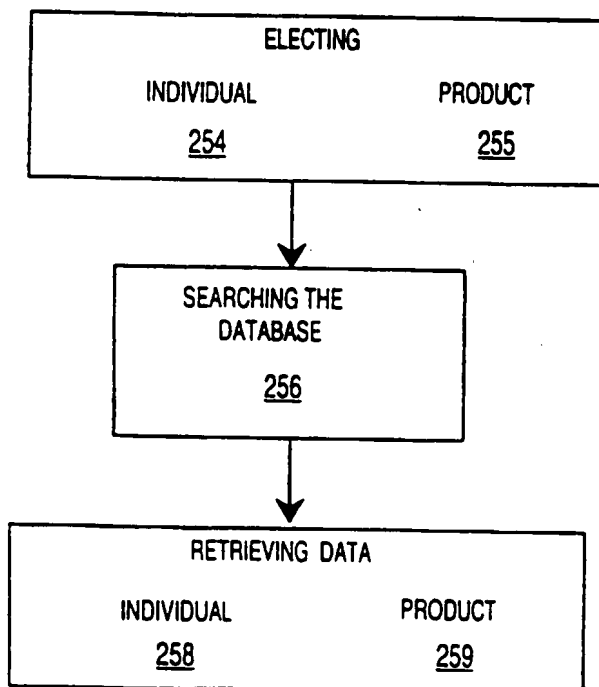 ELECTING
INDIVIDUAL PRODUCT
254 255
SEARCHING THE
DATABASE
256
RETRIEVING DATA
INDIVIDUAL PRODUCT
258 259